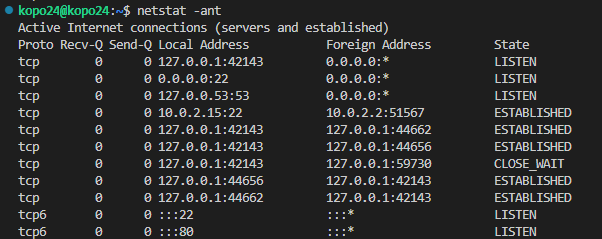 kopo24@kopo24:~$ netstat -ant
Active Internet connections (servers and established)
Proto Recv-Q Send-Q Local Address           Foreign Address         State
tcp        0      0 127.0.0.1:42143         0.0.0.0:*               LISTEN
tcp        0      0 0.0.0.0:22              0.0.0.0:*               LISTEN
tcp        0      0 127.0.0.53:53           0.0.0.0:*               LISTEN
tcp        0      0 10.0.2.15:22            10.0.2.2:51567          ESTABLISHED
tcp        0      0 127.0.0.1:42143         127.0.0.1:44662         ESTABLISHED
tcp        0      0 127.0.0.1:42143         127.0.0.1:44656         ESTABLISHED
tcp        0      0 127.0.0.1:42143         127.0.0.1:59730         CLOSE_WAIT
tcp        0      0 127.0.0.1:44656         127.0.0.1:42143         ESTABLISHED
tcp        0      0 127.0.0.1:44662         127.0.0.1:42143         ESTABLISHED
tcp6       0      0 :::22                   :::*                    LISTEN
tcp6       0      0 :::80                   :::*                    LISTEN